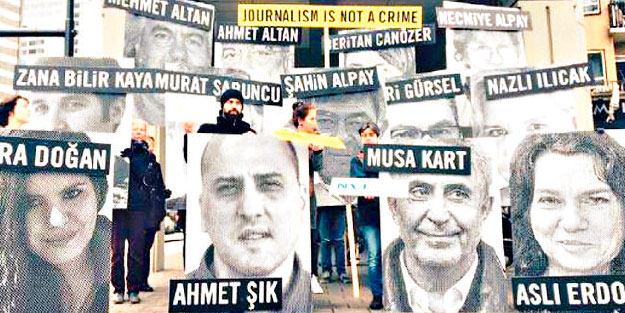 JOURNALISM IS NOT A CRIME
MEHMET ALTAN
AHMET ALTAN
BERITAN CANÖZER
NECMIYE ALPAY
ZANA BILIR KAYA
MURAT SABUNCU
ŞAHIN ALPAY
RI GÜRSEL
NAZLI ILICAK
RA DOĞAN
MUSA KART
AHMET ŞIK
ASLI ERDO